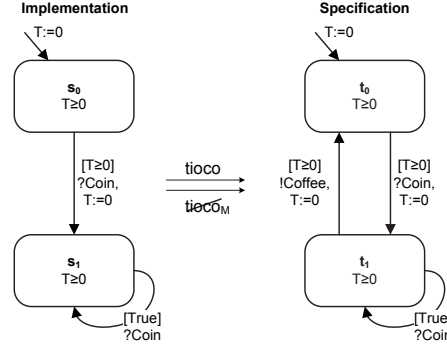 Implementation
T:=0
s0
T≥0
[T≥0]
?Coin,
T:=0
s1
T≥0
[True]
?Coin
tioco
tiocoM
Specification
T:=0
t0
T≥0
[T≥0]
!Coffee,
T:=0
[T≥0]
?Coin,
T:=0
t1
T≥0
[True]
?Coin